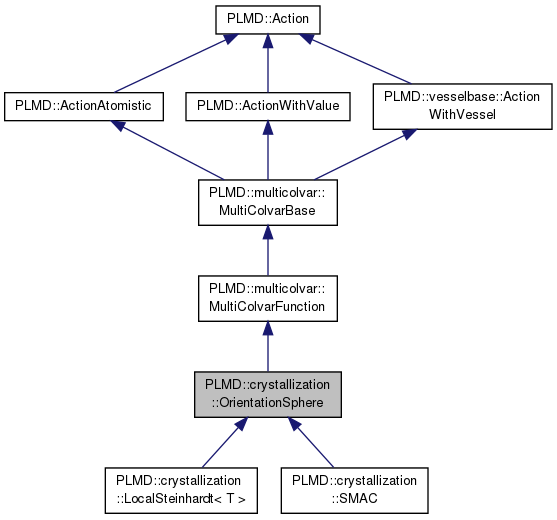 PLMD::Action
PLMD::ActionAtomistic
PLMD::ActionWithValue
PLMD::vesselbase::Action
WithVessel
PLMD::multicolvar::
MultiColvarBase
PLMD::multicolvar::
MultiColvarFunction
PLMD::crystallization
::OrientationSphere
PLMD::crystallization
::LocalSteinhardt< T >
PLMD::crystallization
::SMAC